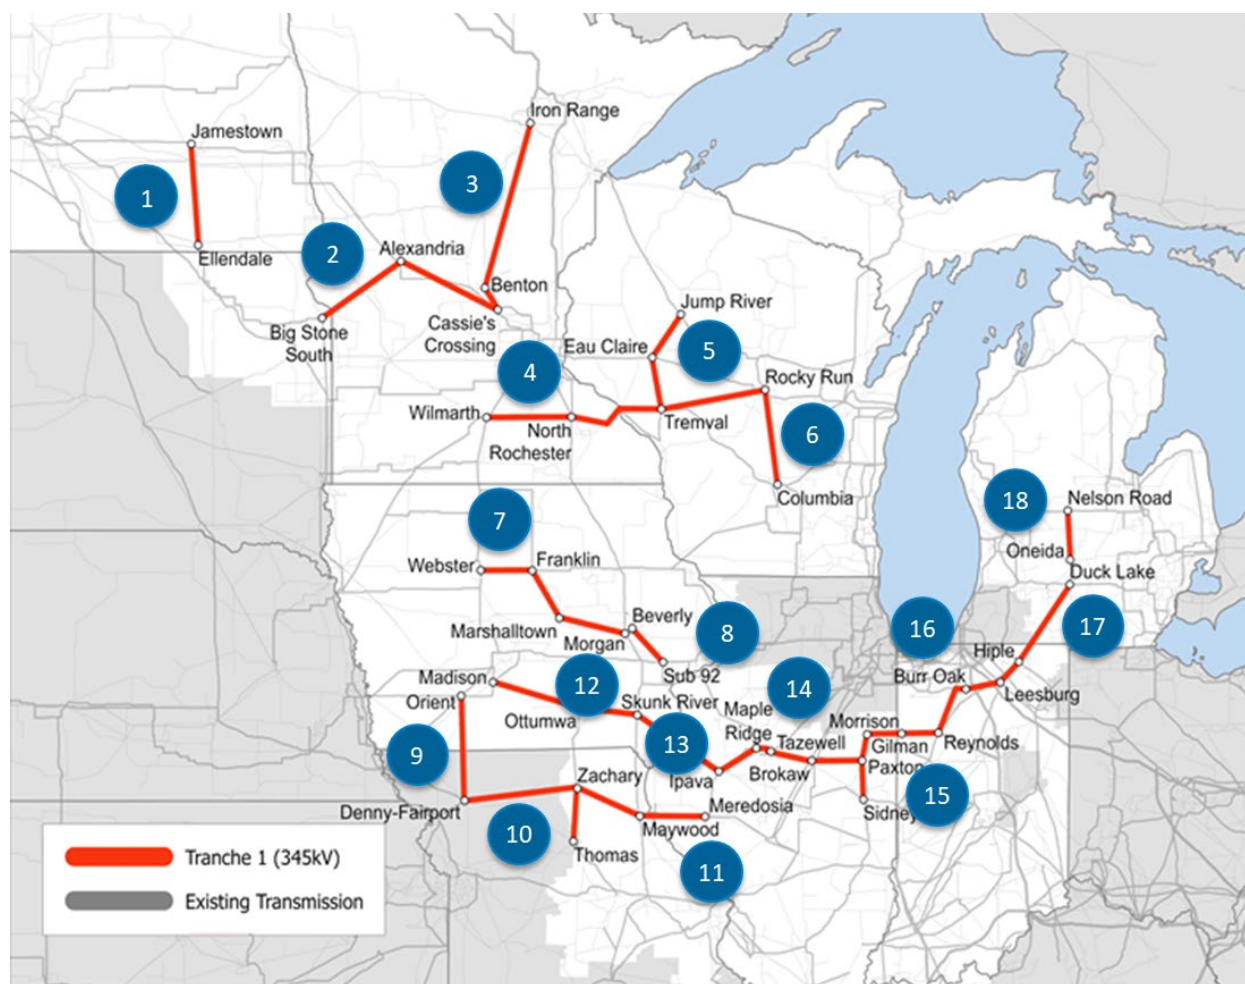 Iron Range
Jamestown
3
1
2
Alexandria
Ellendale
Benton
Jump River
Big Stone
South
Cassie's
Crossing
Eau Claire
5
4
Rocky Run
Wilmarth
North
Rochester
Tremval
6
Columbia
18
Nelson Road
7
Oneida
Webster
Franklin
Duck Lake
Beverly
Marshalltown
Morgan
8
16
17
Hiple
Madison
Sub 92
Burr Oak
12
14
Leesburg
Orient
Skunk River
Maple
Ridge
Ottumwa
Morrison
13
Tazewell
Gilman
Reynolds
9
Ipava
Brokaw
Paxton
Zachary
15
Denny-Fairport
Meredosia
Sidney
10
Maywood
Thomas
11
Tranche 1 (345kV)
Existing Transmission